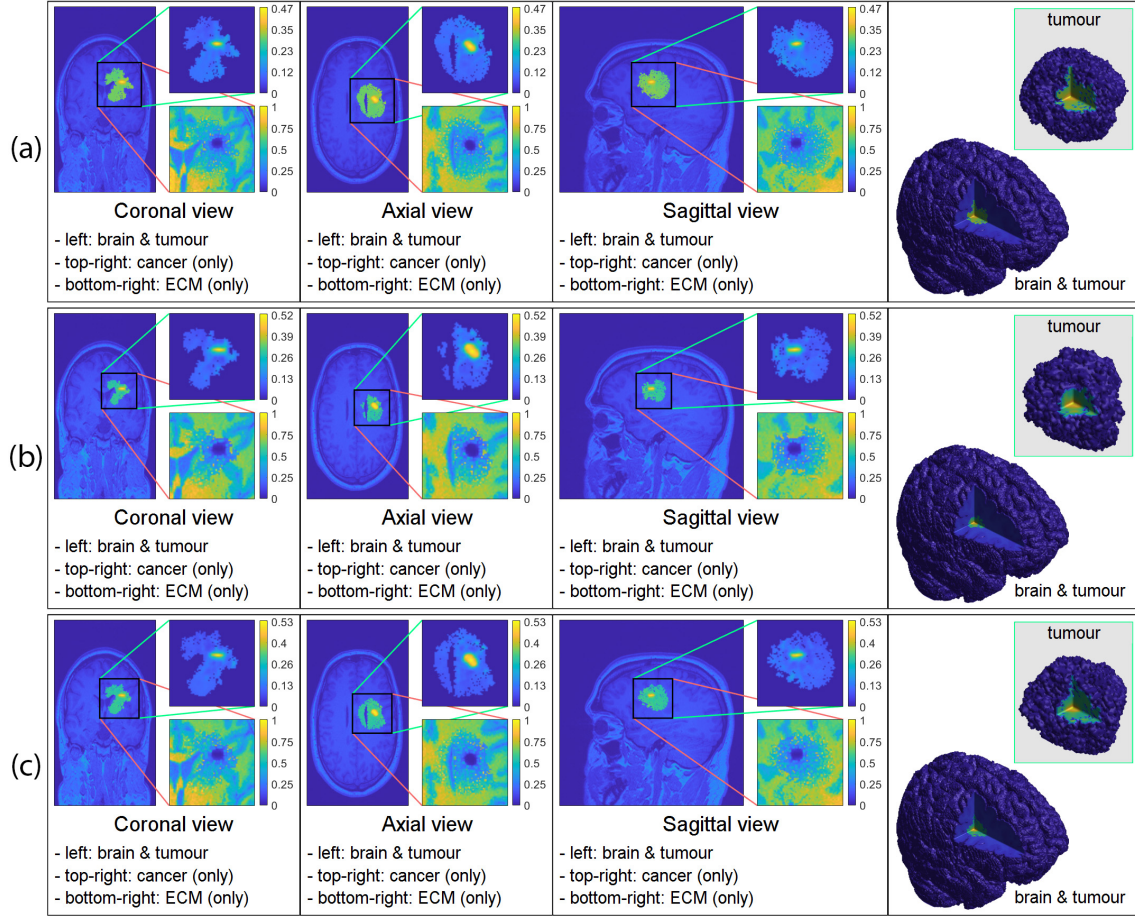 (a)
0.47
0.35
0.23
0.12
0
1
0.75
0.5
0.25
0
Coronal view
- left: brain & tumour
- top-right: cancer (only)
- bottom-right: ECM (only)
0.47
0.35
0.23
0.12
0
1
0.75
0.5
0.25
0
Axial view
- left: brain & tumour
- top-right: cancer (only)
- bottom-right: ECM (only)
0.47
0.35
0.23
0.12
0
1
0.75
0.5
0.25
0
Sagittal view
- left: brain & tumour
- top-right: cancer (only)
- bottom-right: ECM (only)
tumour
brain & tumour
(b)
0.52
0.39
0.26
0.13
0
1
0.75
0.5
0.25
0
Coronal view
- left: brain & tumour
- top-right: cancer (only)
- bottom-right: ECM (only)
0.52
0.39
0.26
0.13
0
1
0.75
0.5
0.25
0
Axial view
- left: brain & tumour
- top-right: cancer (only)
- bottom-right: ECM (only)
0.52
0.39
0.26
0.13
0
1
0.75
0.5
0.25
0
Sagittal view
- left: brain & tumour
- top-right: cancer (only)
- bottom-right: ECM (only)
tumour
brain & tumour
(c)
0.53
0.4
0.26
0.13
0
1
0.75
0.5
0.25
0
Coronal view
- left: brain & tumour
- top-right: cancer (only)
- bottom-right: ECM (only)
0.53
0.4
0.26
0.13
0
1
0.75
0.5
0.25
0
Axial view
- left: brain & tumour
- top-right: cancer (only)
- bottom-right: ECM (only)
0.53
0.4
0.26
0.13
0
1
0.75
0.5
0.25
0
Sagittal view
- left: brain & tumour
- top-right: cancer (only)
- bottom-right: ECM (only)
tumour
brain & tumour